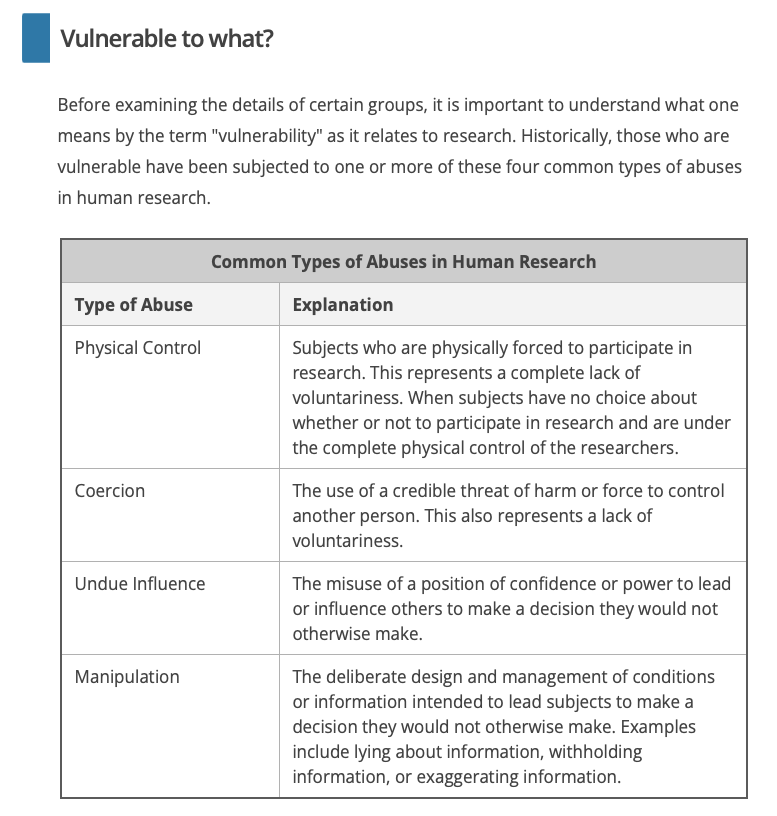 Vulnerable to what?
Before examining the details of certain groups, it is important to understand what one
means by the term "vulnerability" as it relates to research. Historically, those who are
vulnerable have been subjected to one or more of these four common types of abuses
in human research.
Common Types of Abuses in Human Research
Type of Abuse
Explanation
Physical Control
Subjects who are physically forced to participate in
research. This represents a complete lack of
voluntariness. When subjects have no choice about
whether or not to participate in research and are under
the complete physical control of the researchers.
Coercion
The use of a credible threat of harm or force to control
another person. This also represents a lack of
voluntariness.
Undue Influence
The misuse of a position of confidence or power to lead
or influence others to make a decision they would not
otherwise make.
Manipulation
The deliberate design and management of conditions
or information intended to lead subjects to make a
decision they would not otherwise make. Examples
include lying about information, withholding
information, or exaggerating information.